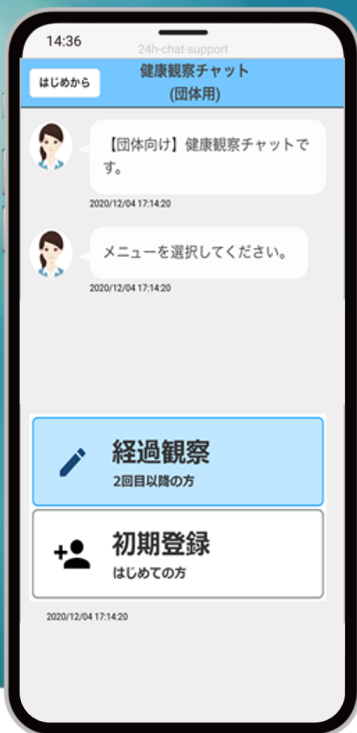 14:36
24h-chat-support
はじめから
健康観察チャット
(団体用)
【団体向け】健康観察チャットで
す。
2020/12/04 17:14:20
メニューを選択してください。
2020/12/04 17:14:20
経過観察
2回目以降の方
初期登録
はじめての方
2020/12/04 17:14:20